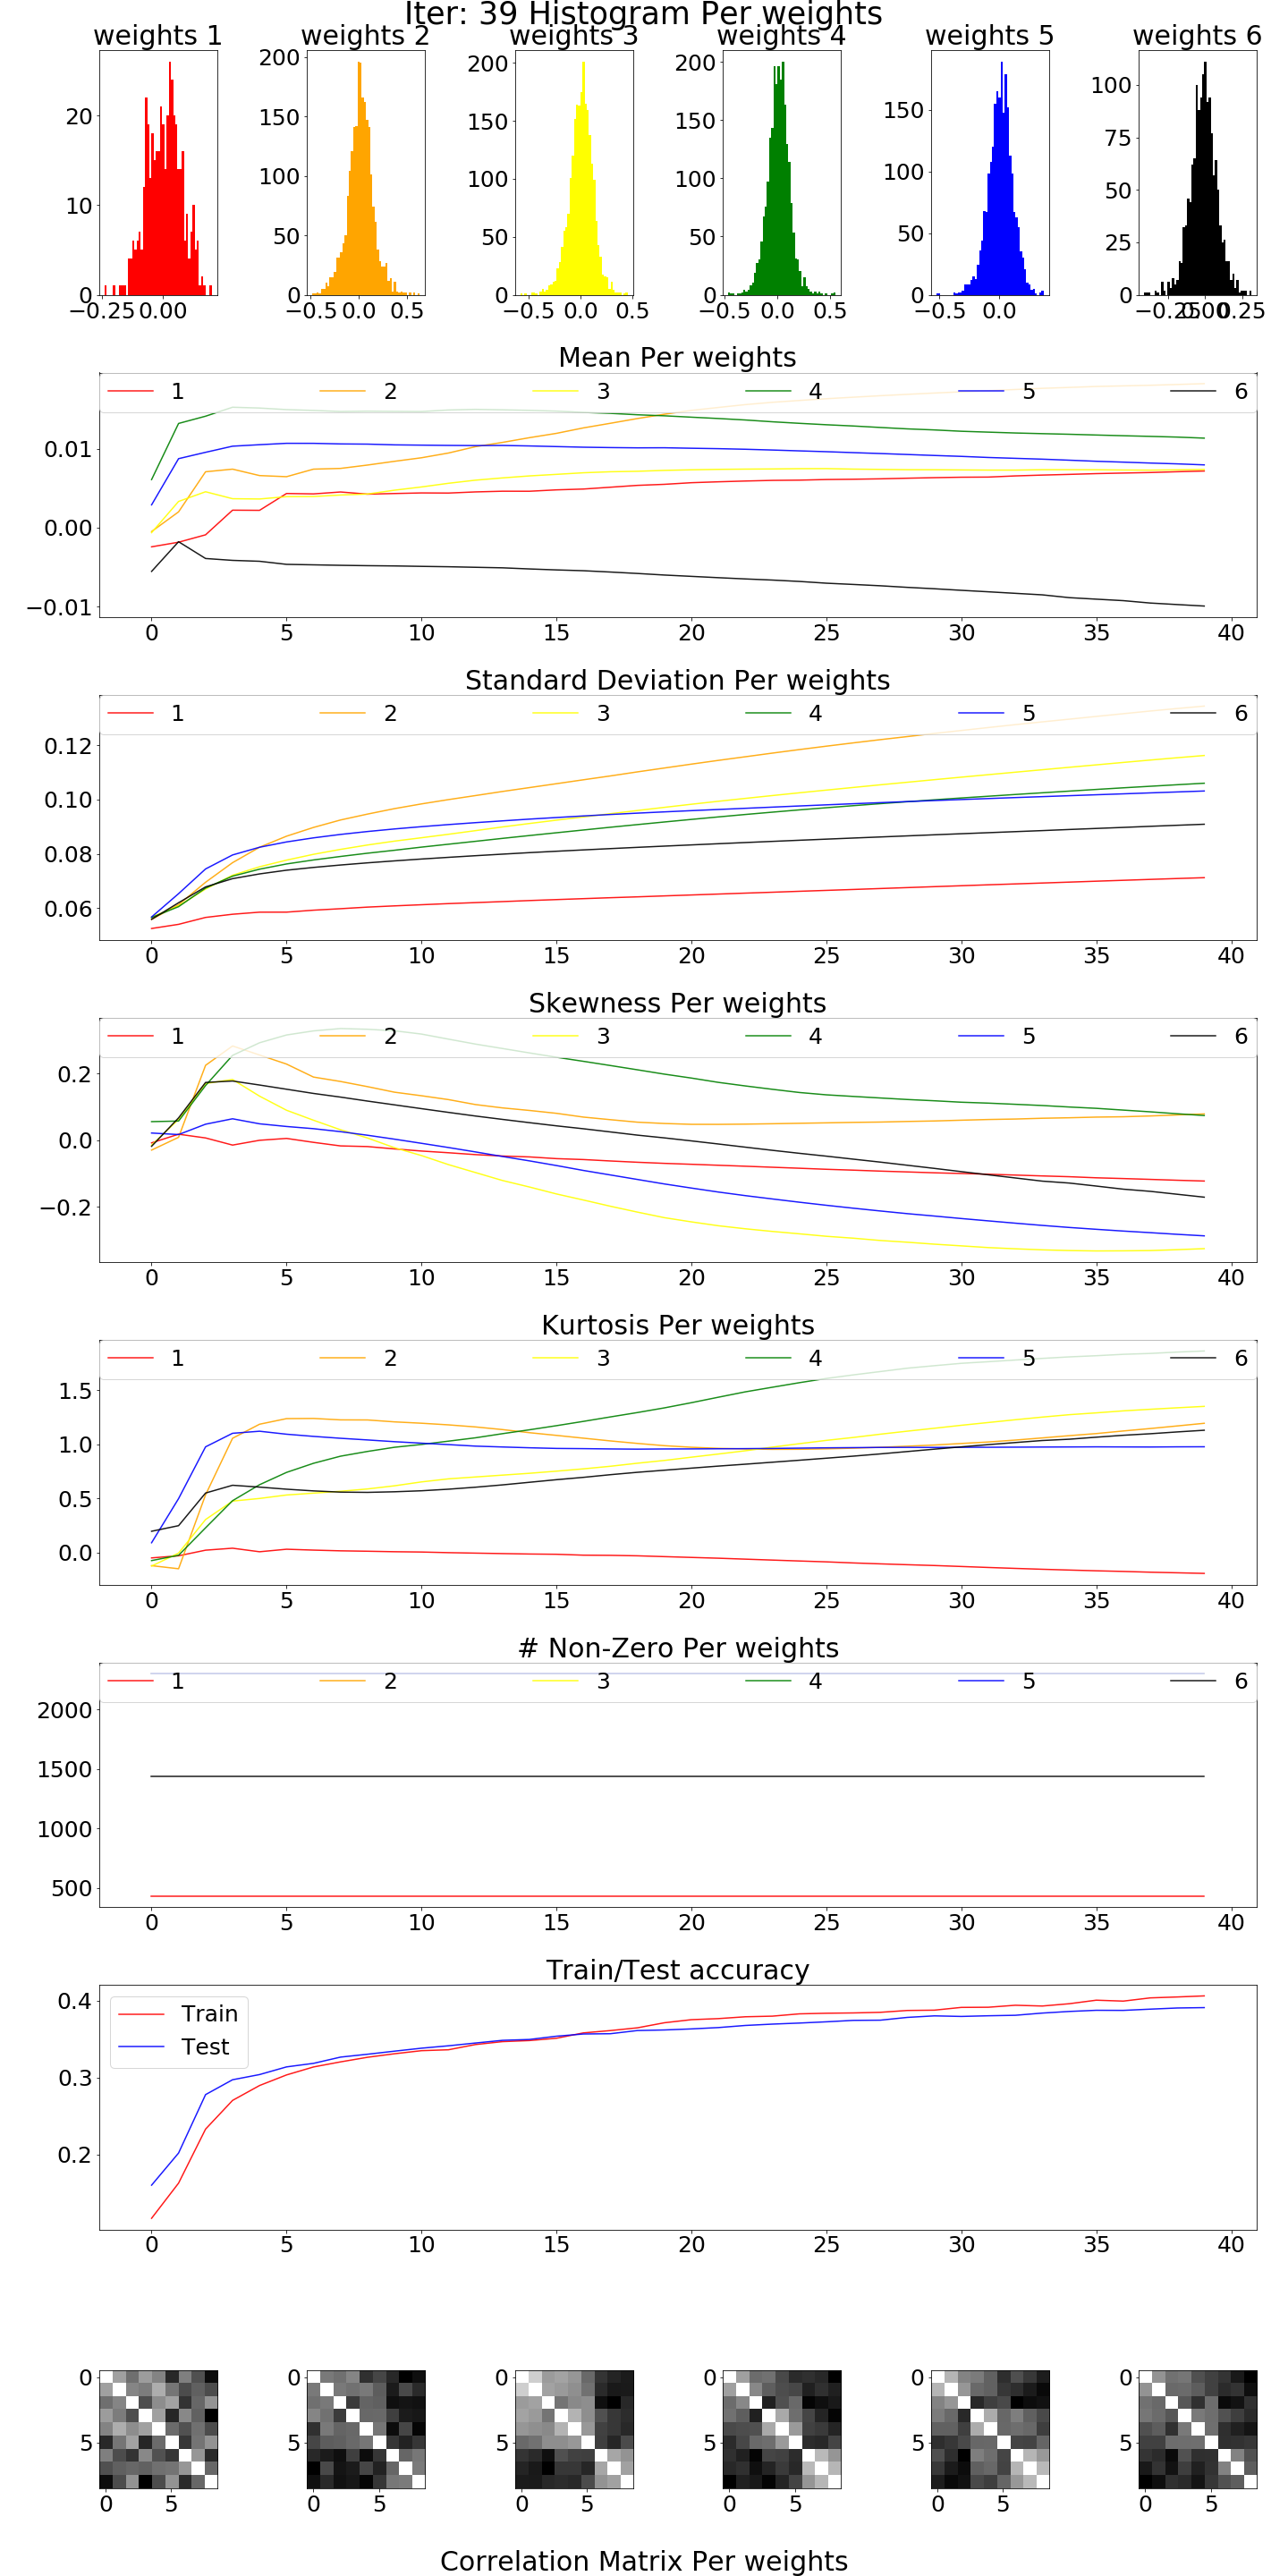 Iter: 39 Histogram Per weights
weights 1 weights 2 weights 3 weights 4 weights 5 weights 6
20
10
0
−0.25 0.00
200
150
100
50
0
−0.5 0.0 0.5
200
150
100
50
0
−0.5 0.0 0.5
200
150
100
50
0
−0.5 0.0 0.5
150
100
50
0
−0.5 0.0
100
75
50
25
0
−0.25 0.00 0.25
Mean Per weights
1 2 3 4 5 6
0.01
0.00
−0.01
0 5 10 15 20 25 30 35 40
Standard Deviation Per weights
1 2 3 4 5 6
0.12
0.10
0.08
0.06
0 5 10 15 20 25 30 35 40
Skewness Per weights
1 2 3 4 5 6
0.2
0.0
−0.2
0 5 10 15 20 25 30 35 40
Kurtosis Per weights
1 2 3 4 5 6
1.5
1.0
0.5
0.0
0 5 10 15 20 25 30 35 40
# Non-Zero Per weights
1 2 3 4 5 6
2000
1500
1000
500
0 5 10 15 20 25 30 35 40
Train/Test accuracy
Train
Test
0.4
0.3
0.2
0 5 10 15 20 25 30 35 40
0
5
0 5
0
5
0 5
0
5
0 5
0
5
0 5
0
5
0 5
0
5
0 5
Correlation Matrix Per weights